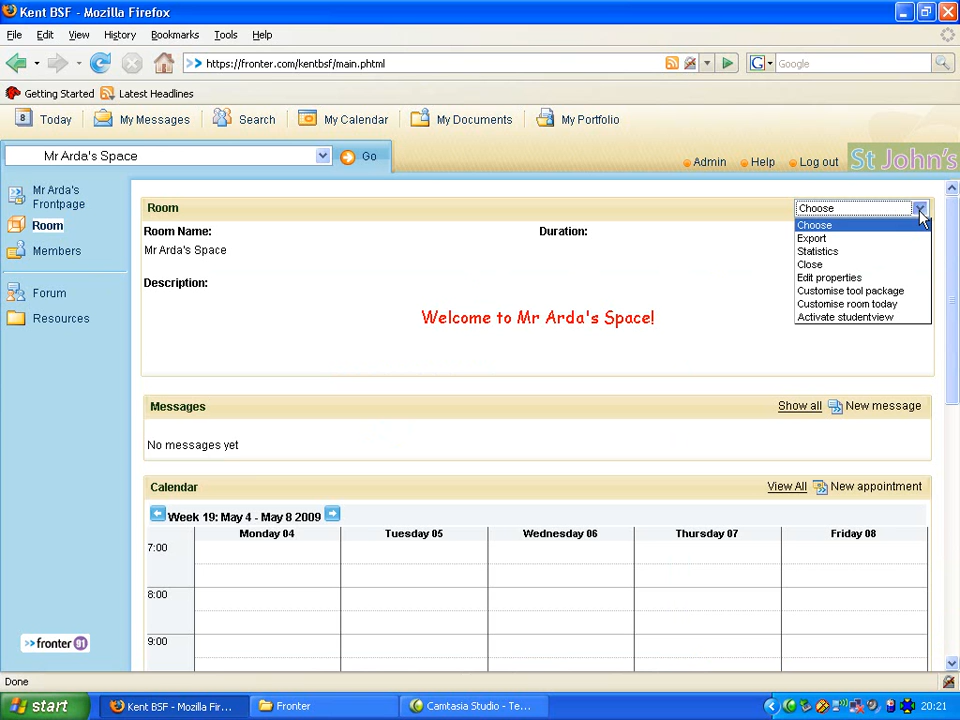 Kent BSF - Mozilla Firefox
File Edit View History Bookmarks Tools Help
https://fronter.com/kentbsf/main.phtml
G Google
Getting Started Latest Headlines
8 Today My Messages Search My Calendar My Documents My Portfolio
Mr Arda's Space Go
Admin Help Log out St John's
Mr Arda's
Frontpage
Room
Members
Forum
Resources
Room
Choose
Choose
Export
Statistics
Close
Edit properties
Customise tool package
Customise room today
Activate studentview
Room Name: Duration:
Mr Arda's Space
Description:
Welcome to Mr Arda's Space!
Messages Show all New message
No messages yet
Calendar View All New appointment
Week 19: May 4 - May 8 2009
Monday 04 Tuesday 05 Wednesday 06 Thursday 07 Friday 08
7:00
8:00
9:00
>>fronter 91
Done
start Kent BSF - Mozilla Fir... Fronter Camtasia Studio - Te... 20:21